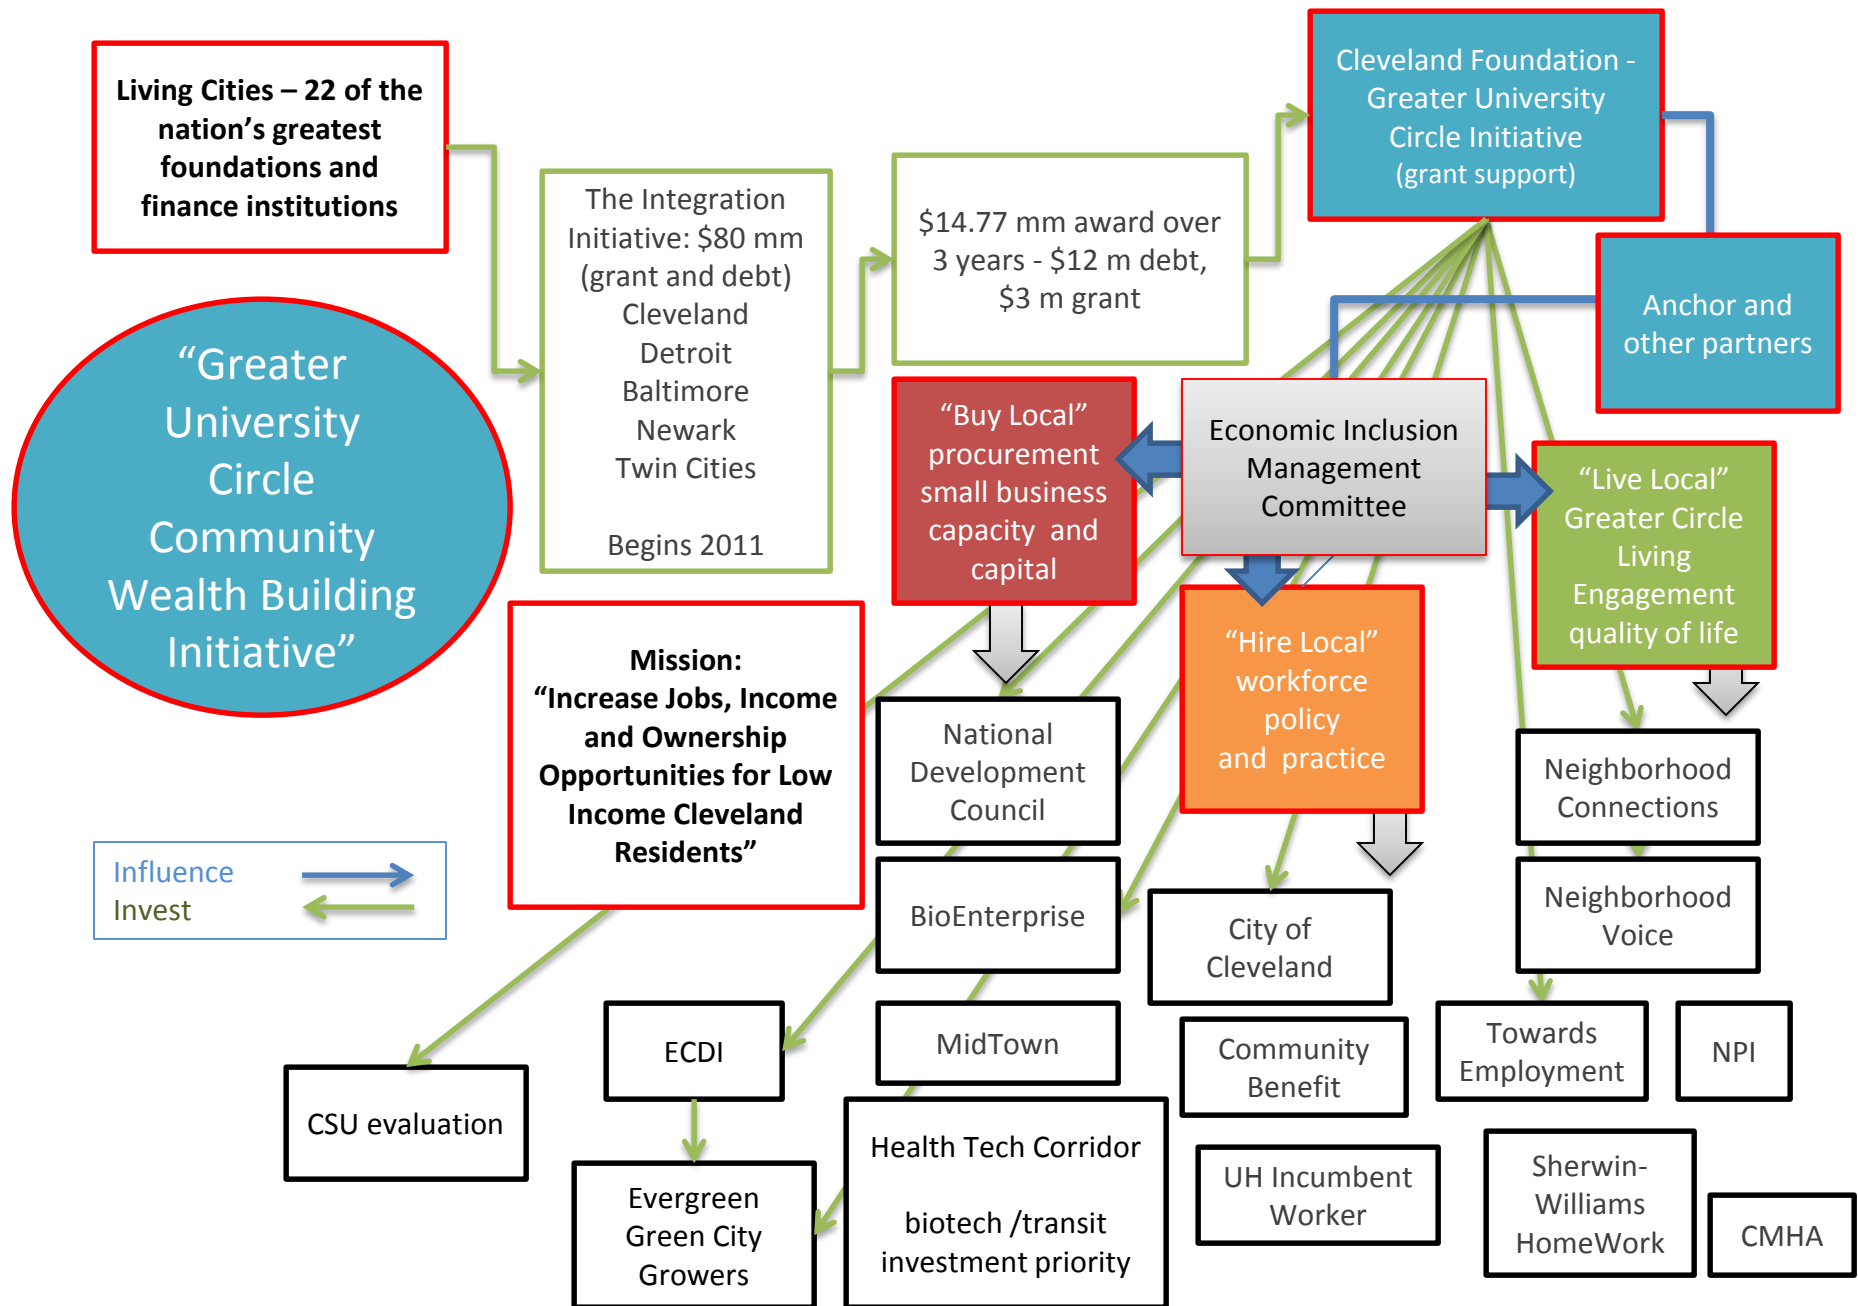 Living Cities – 22 of the
nation’s greatest
foundations and
finance institutions
The Integration
Initiative: $80 mm
(grant and debt)
Cleveland
Detroit
Baltimore
Newark
Twin Cities
Begins 2011
$14.77 mm award over
3 years - $12 m debt,
$3 m grant
Cleveland Foundation -
Greater University
Circle Initiative
(grant support)
Anchor and
other partners
“Greater
University
Circle
Community
Wealth Building
Initiative”
“Buy Local”
procurement
small business
capacity and
capital
Economic Inclusion
Management
Committee
“Live Local”
Greater Circle
Living
Engagement
quality of life
Mission:
“Increase Jobs, Income
and Ownership
Opportunities for Low
Income Cleveland
Residents”
“Hire Local”
workforce
policy
and practice
National
Development
Council
Neighborhood
Connections
Influence
Invest
BioEnterprise
City of
Cleveland
Neighborhood
Voice
ECDI
MidTown
Community
Benefit
Towards
Employment
NPI
CSU evaluation
Evergreen
Green City
Growers
Health Tech Corridor
biotech /transit
investment priority
UH Incumbent
Worker
Sherwin-
Williams
HomeWork
CMHA